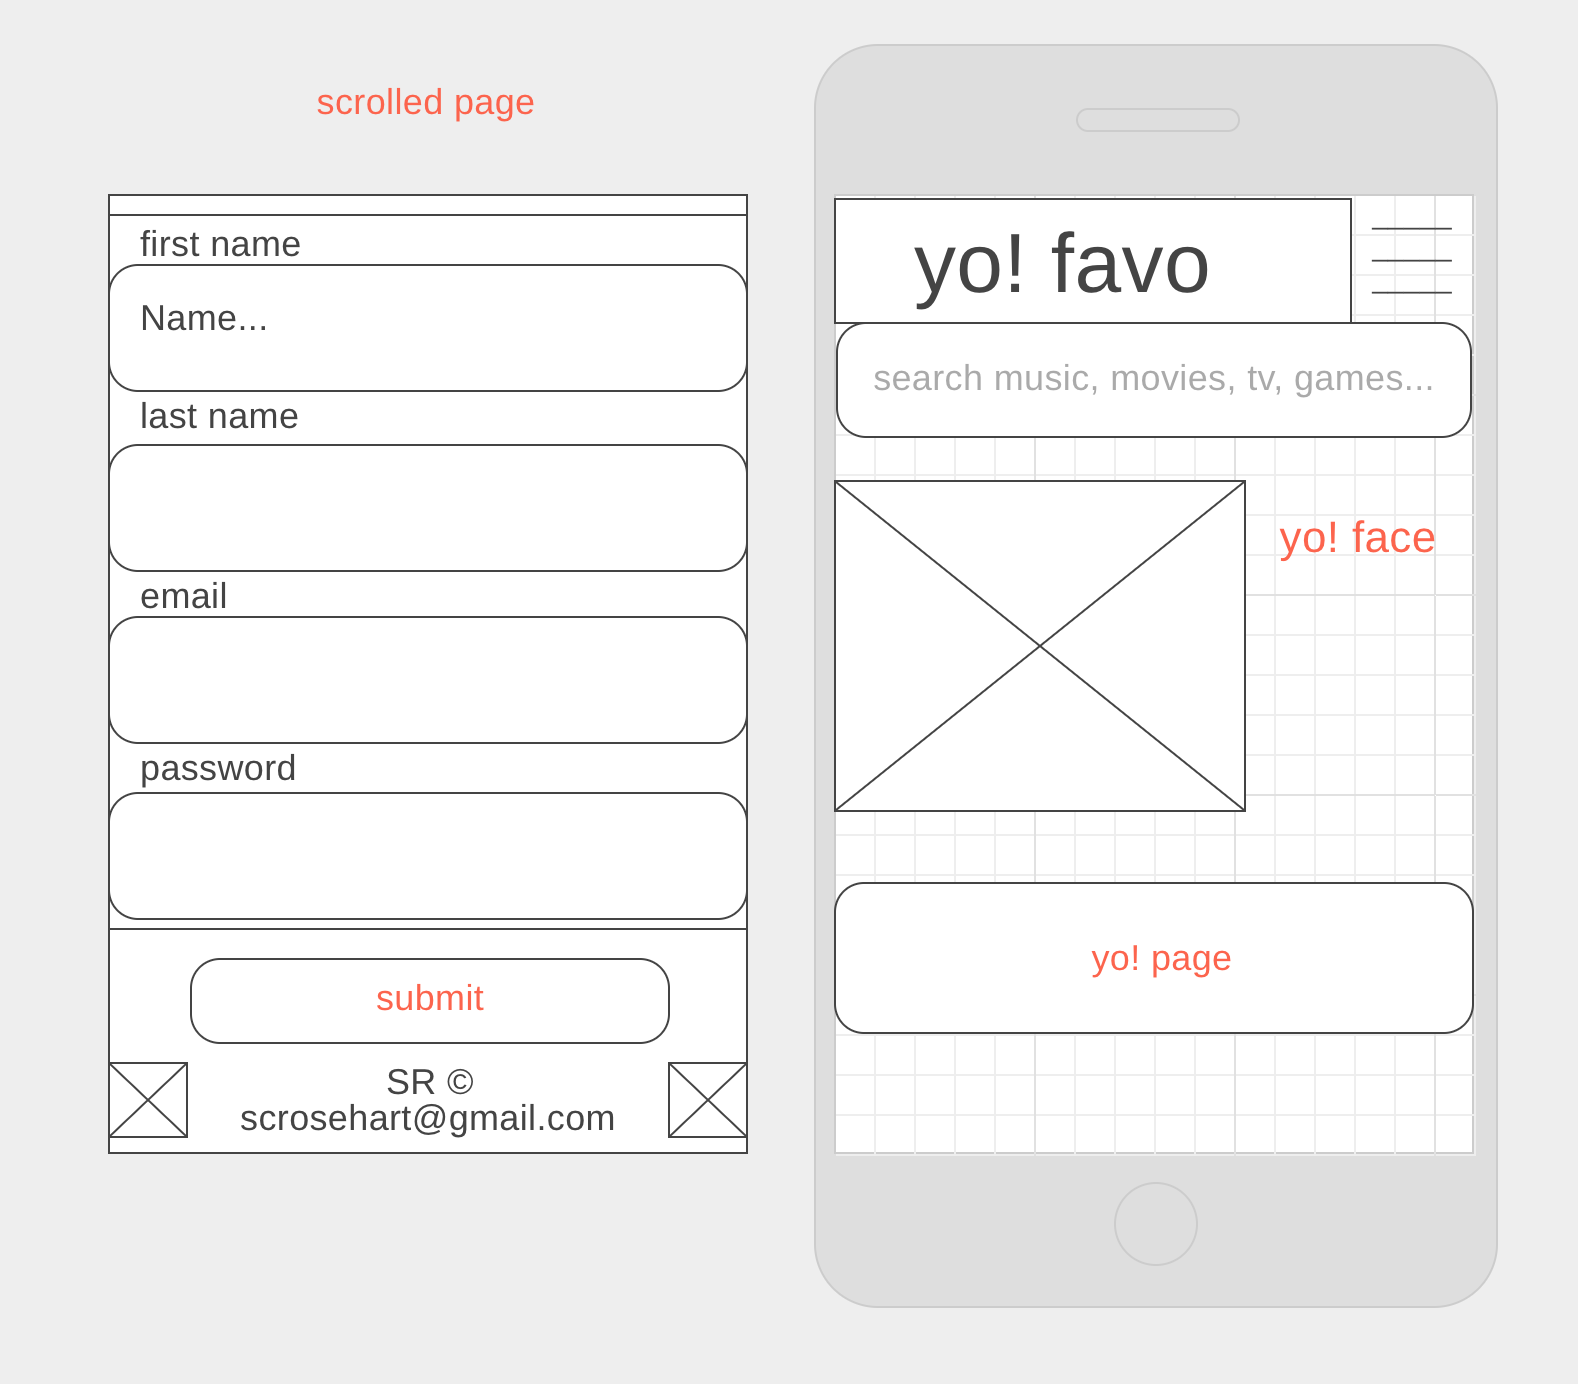 scrolled page
first name
Name...
last name
email
password
submit
SR ©
scrosehart@gmail.com
yo! favo
search music, movies, tv, games...
yo! face
yo! page